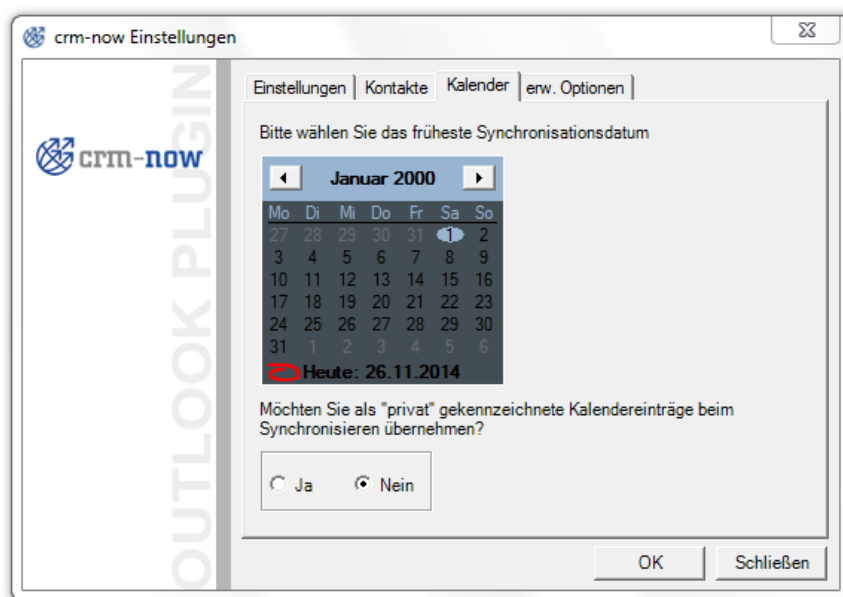 crm-now Einstellungen
crm-now
OUTLOOK PLUGIN
Einstellungen Kontakte Kalender erw. Optionen
Bitte wählen Sie das früheste Synchronisationsdatum
Januar 2000
Mo Di Mi Do Fr Sa So
27 28 29 30 31 1 2
3 4 5 6 7 8 9
10 11 12 13 14 15 16
17 18 19 20 21 22 23
24 25 26 27 28 29 30
31 1 2 3 4 5 6
Heute: 26.11.2014
Möchten Sie als "privat" gekennzeichnete Kalendereinträge beim
Synchronisieren übernehmen?
Ja Nein
OK Schließen